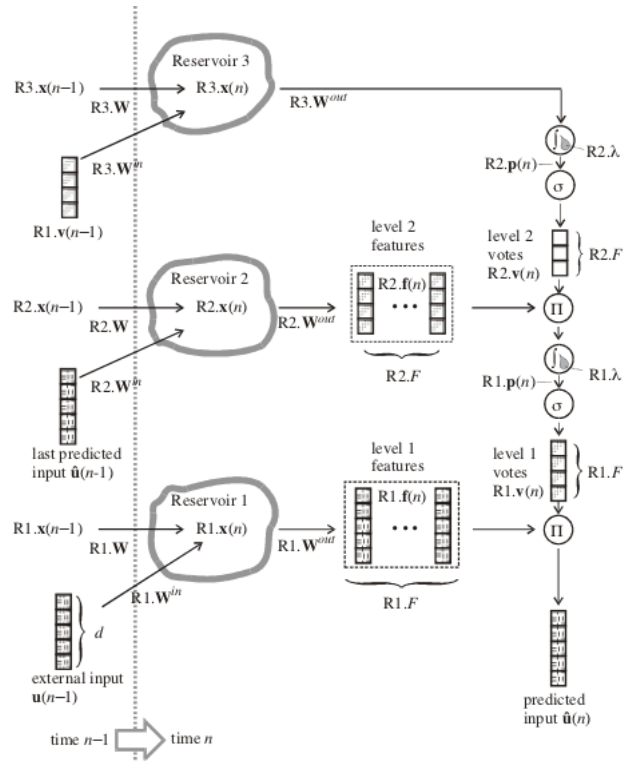 Reservoir 3
R3.x(n−1)
R3.x(n)
R3.W
R3.W^out
R3.W^in
R1.v(n−1)
R2.λ
R2.p(n)
σ
level 2
votes
R2.v(n)
R2.F
level 2
features
Reservoir 2
R2.x(n−1)
R2.x(n)
R2.W
R2.W^out
R2.f(n)
...
Π
R2.F
R2.W^in
last predicted
input û(n-1)
R1.λ
R1.p(n)
σ
level 1
votes
R1.v(n)
R1.F
level 1
features
Reservoir 1
R1.x(n−1)
R1.x(n)
R1.W
R1.W^out
R1.f(n)
...
Π
R1.F
R1.W^in
d
external input
u(n−1)
predicted
input û(n)
time n−1
time n